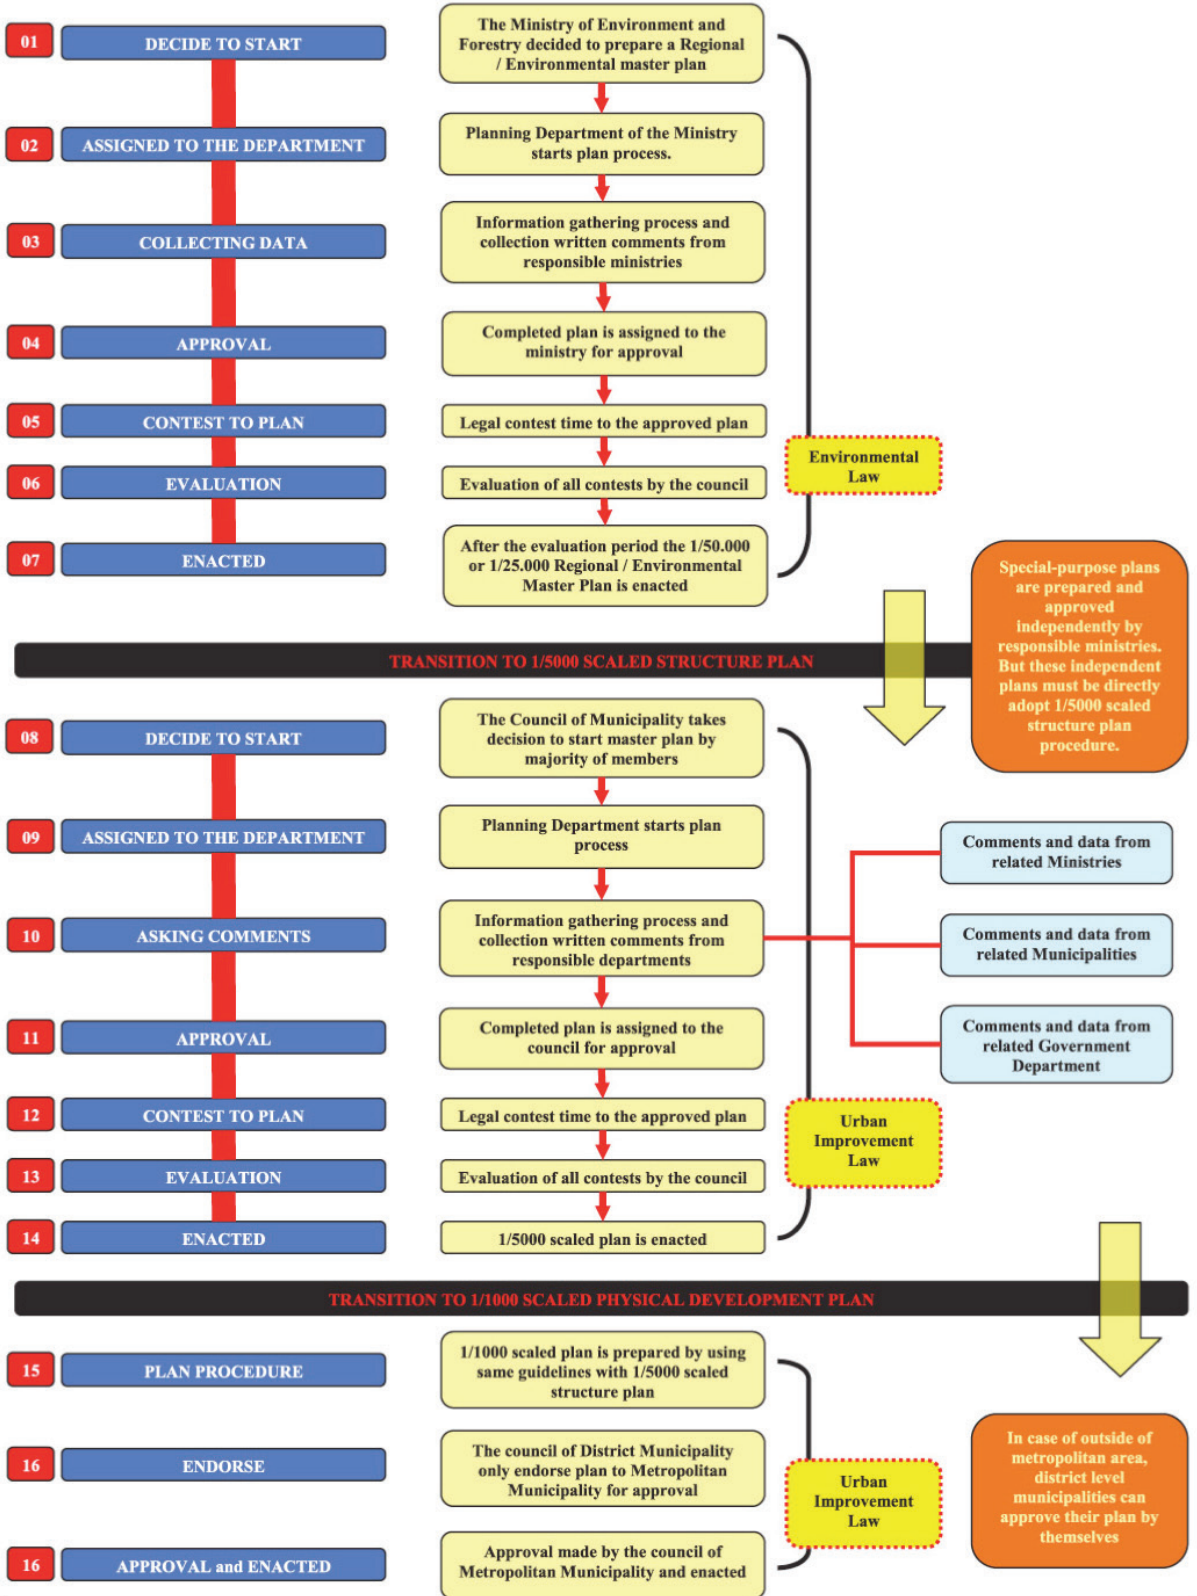 01
DECIDE TO START
The Ministry of Environment and
Forestry decided to prepare a Regional
/ Environmental master plan
02
ASSIGNED TO THE DEPARTMENT
Planning Department of the Ministry
starts plan process.
03
COLLECTING DATA
Information gathering process and
collection written comments from
responsible ministries
04
APPROVAL
Completed plan is assigned to the
ministry for approval
05
CONTEST TO PLAN
Legal contest time to the approved plan
06
EVALUATION
Evaluation of all contests by the council
07
ENACTED
After the evaluation period the 1/50.000
or 1/25.000 Regional / Environmental
Master Plan is enacted
Environmental
Law
Special-purpose plans
are prepared and
approved
independently by
responsible ministries.
But these independent
plans must be directly
adopt 1/5000 scaled
structure plan
procedure.
TRANSITION TO 1/5000 SCALED STRUCTURE PLAN
08
DECIDE TO START
The Council of Municipality takes
decision to start master plan by
majority of members
09
ASSIGNED TO THE DEPARTMENT
Planning Department starts plan
process
10
ASKING COMMENTS
Information gathering process and
collection written comments from
responsible departments
Comments and data from
related Ministries
Comments and data from
related Municipalities
Comments and data from
related Government
Department
11
APPROVAL
Completed plan is assigned to the
council for approval
12
CONTEST TO PLAN
Legal contest time to the approved plan
13
EVALUATION
Evaluation of all contests by the council
14
ENACTED
1/5000 scaled plan is enacted
Urban
Improvement
Law
TRANSITION TO 1/1000 SCALED PHYSICAL DEVELOPMENT PLAN
15
PLAN PROCEDURE
1/1000 scaled plan is prepared by using
same guidelines with 1/5000 scaled
structure plan
16
ENDORSE
The council of District Municipality
only endorse plan to Metropolitan
Municipality for approval
16
APPROVAL and ENACTED
Approval made by the council of
Metropolitan Municipality and enacted
Urban
Improvement
Law
In case of outside of
metropolitan area,
district level
municipalities can
approve their plan by
themselves